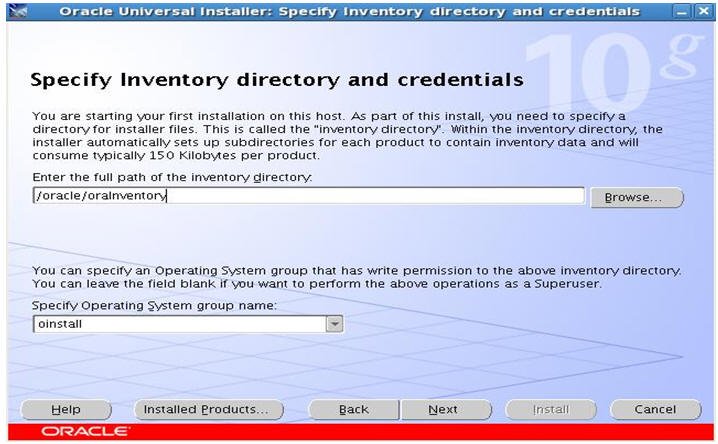 Oracle Universal Installer: Specify Inventory directory and credentials
10g
Specify Inventory directory and credentials
You are starting your first installation on this host. As part of this install, you need to specify a
directory for installer files. This is called the "inventory directory". Within the inventory directory, the
installer automatically sets up subdirectories for each product to contain inventory data and will
consume typically 150 Kilobytes per product.
Enter the full path of the inventory directory:
/oracle/oraInventory
Browse...
You can specify an Operating System group that has write permission to the above inventory directory.
You can leave the field blank if you want to perform the above operations as a Superuser.
Specify Operating System group name:
oinstall
Help
Installed Products...
Back
Next
Install
Cancel
ORACLE